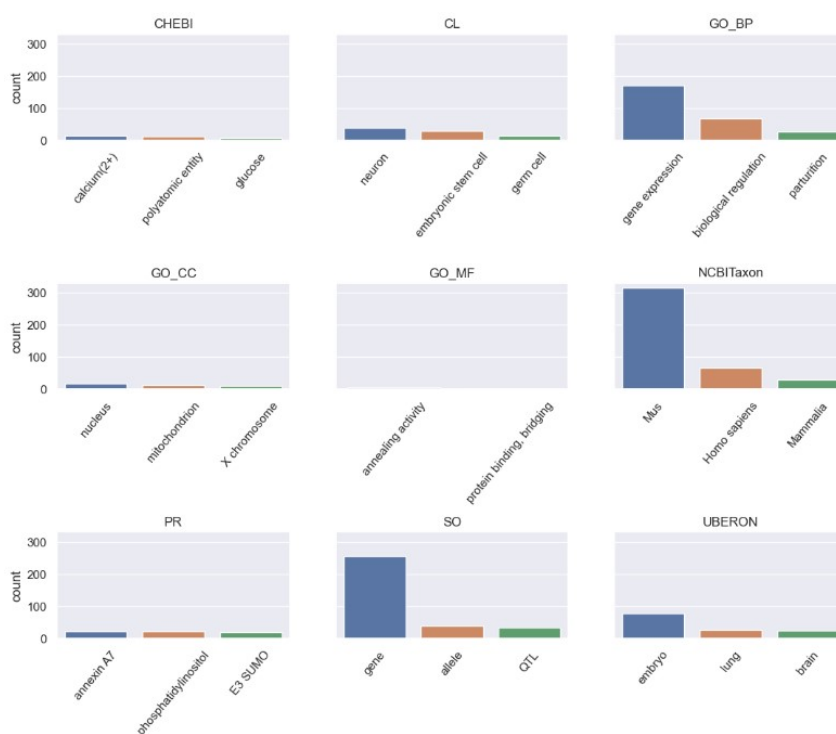 CHEBI
CL
GO_BP
count
300
200
100
0
calcium(2+)
polyatomic entity
glucose
neuron
embryonic stem cell
germ cell
gene expression
biological regulation
parturition
GO_CC
GO_MF
NCBITaxon
count
300
200
100
0
nucleus
mitochondrion
X chromosome
annealing activity
protein binding, bridging
Mus
Homo sapiens
Mammalia
PR
SO
UBERON
count
300
200
100
0
annexin A7
phosphatidylinositol
E3 SUMO
gene
allele
QTL
embryo
lung
brain